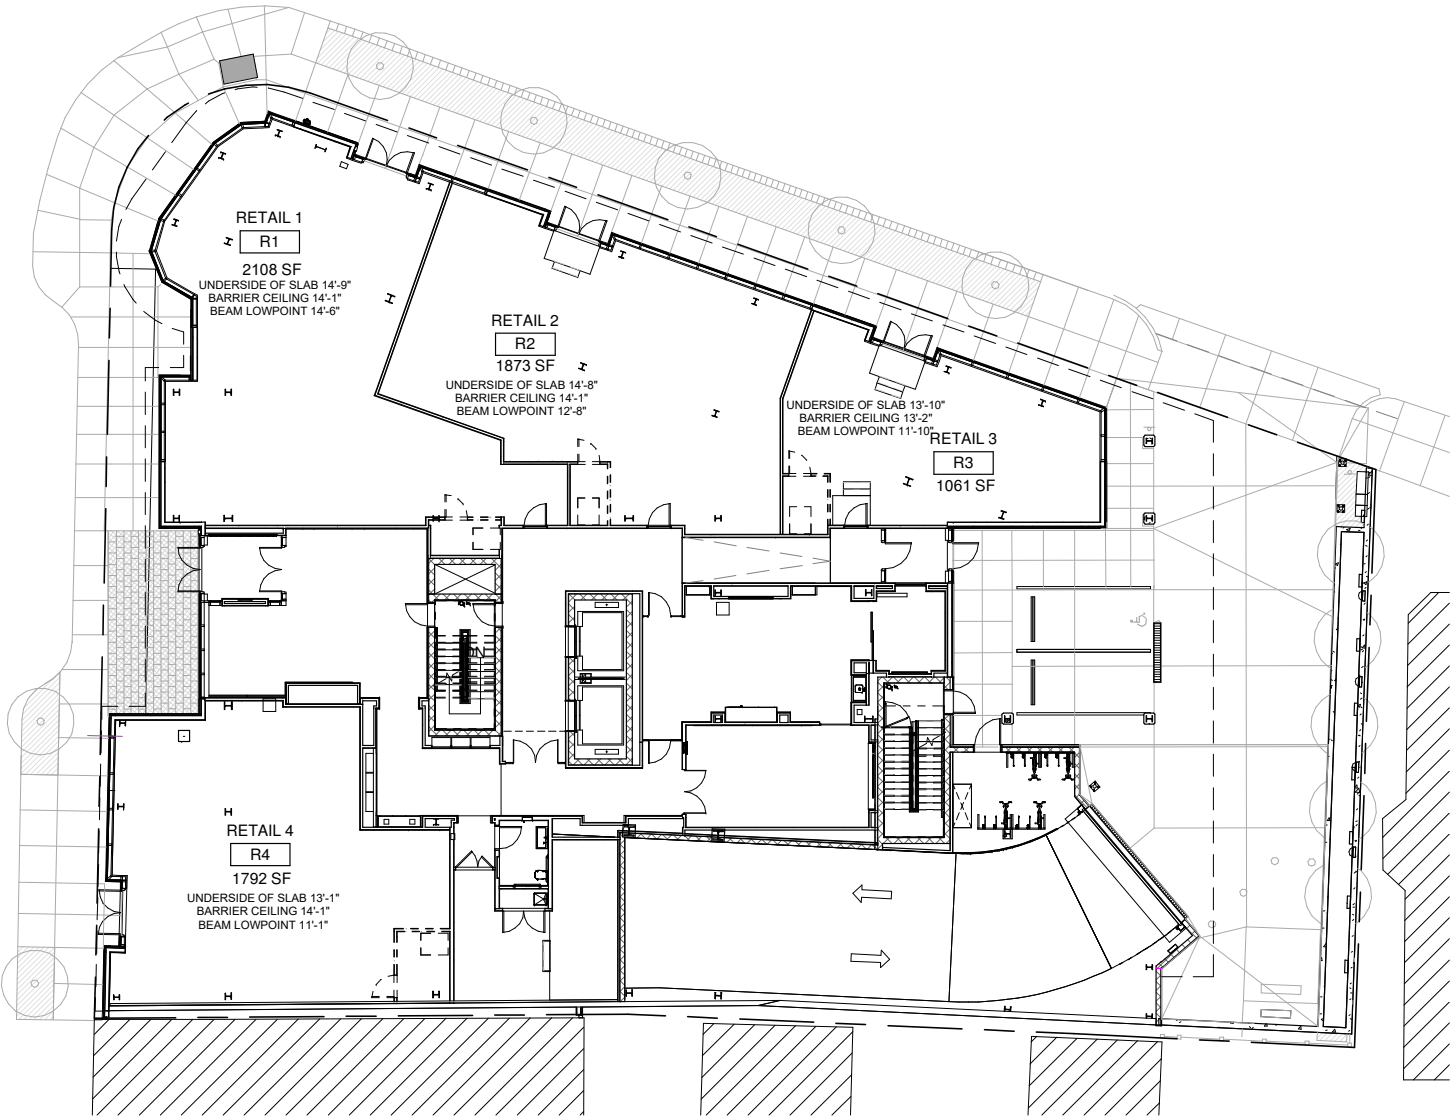 RETAIL 1
R1
2108 SF
UNDERSIDE OF SLAB 14'-9"
BARRIER CEILING 14'-1"
BEAM LOWPOINT 14'-6"
RETAIL 2
R2
1873 SF
UNDERSIDE OF SLAB 14'-8"
BARRIER CEILING 14'-1"
BEAM LOWPOINT 12'-8"
UNDERSIDE OF SLAB 13'-10"
BARRIER CEILING 13'-2"
BEAM LOWPOINT 11'-10"
RETAIL 3
R3
1061 SF
DN
RETAIL 4
R4
1792 SF
UNDERSIDE OF SLAB 13'-1"
BARRIER CEILING 14'-1"
BEAM LOWPOINT 11'-1"